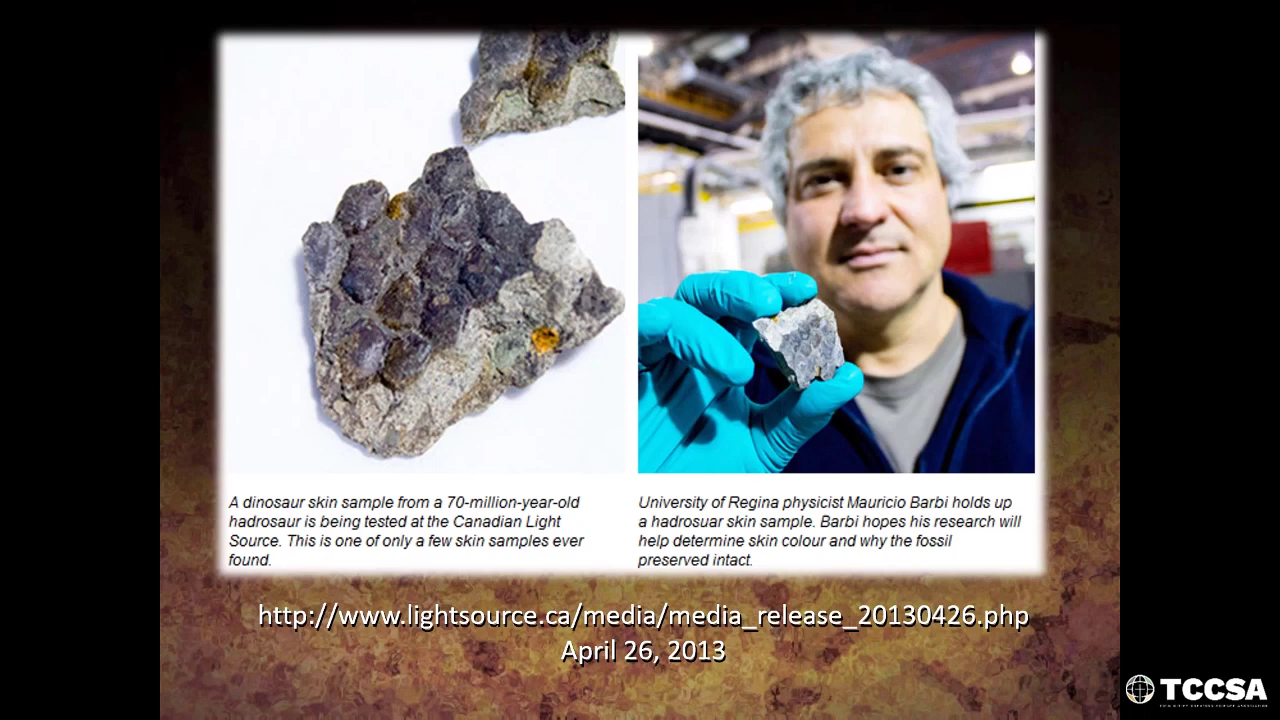 A dinosaur skin sample from a 70-million-year-old
hadrosaur is being tested at the Canadian Light
Source. This is one of only a few skin samples ever
found.
University of Regina physicist Mauricio Barbi holds up
a hadrosuar skin sample. Barbi hopes his research will
help determine skin colour and why the fossil
preserved intact.
http://www.lightsource.ca/media/media_release_20130426.php
April 26, 2013
TCCSA